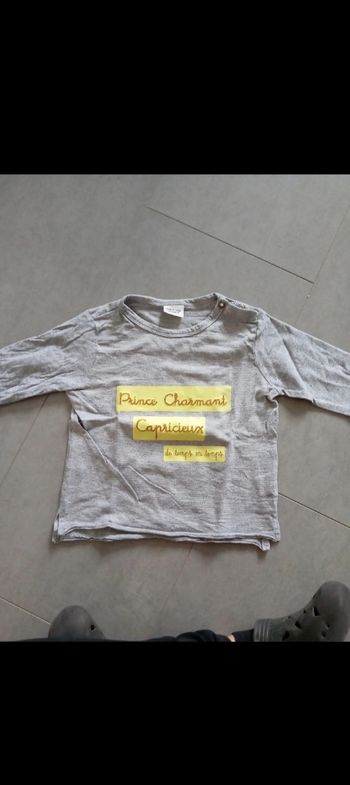 Prince Charmant
Capricieux
de temps en temps